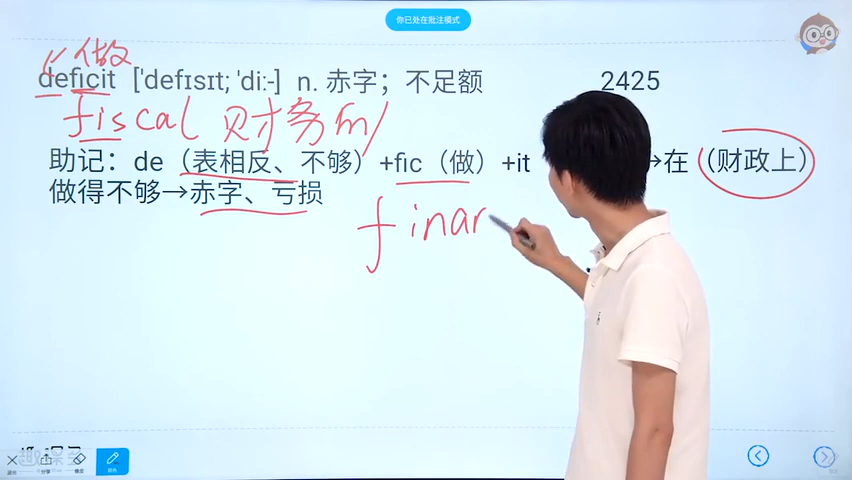 你已处在批注模式
做
deficit ['defɪsɪt; 'diː-] n. 赤字；不足额 2425
fiscal 财务的
助记：de（表相反、不够）+fic（做）+it →在（财政上）
做得不够→赤字、亏损
finan